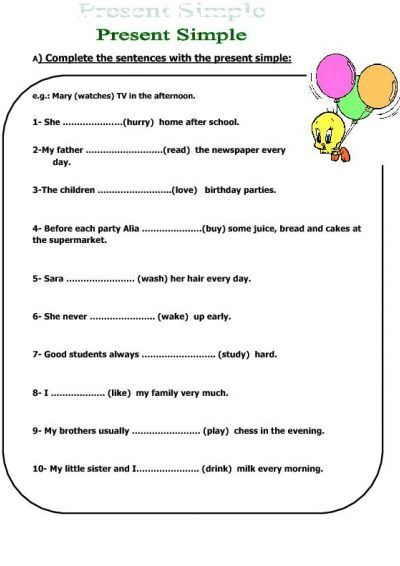 Present Simple
Present Simple
A) Complete the sentences with the present simple:
e.g.: Mary (watches) TV in the afternoon.
1- She .....................(hurry) home after school.
2-My father ...........................(read) the newspaper every
day.
3-The children ..........................(love) birthday parties.
4- Before each party Alia .....................(buy) some juice, bread and cakes at
the supermarket.
5- Sara ........................ (wash) her hair every day.
6- She never ....................... (wake) up early.
7- Good students always .......................... (study) hard.
8- I ................... (like) my family very much.
9- My brothers usually ........................ (play) chess in the evening.
10- My little sister and I...................... (drink) milk every morning.